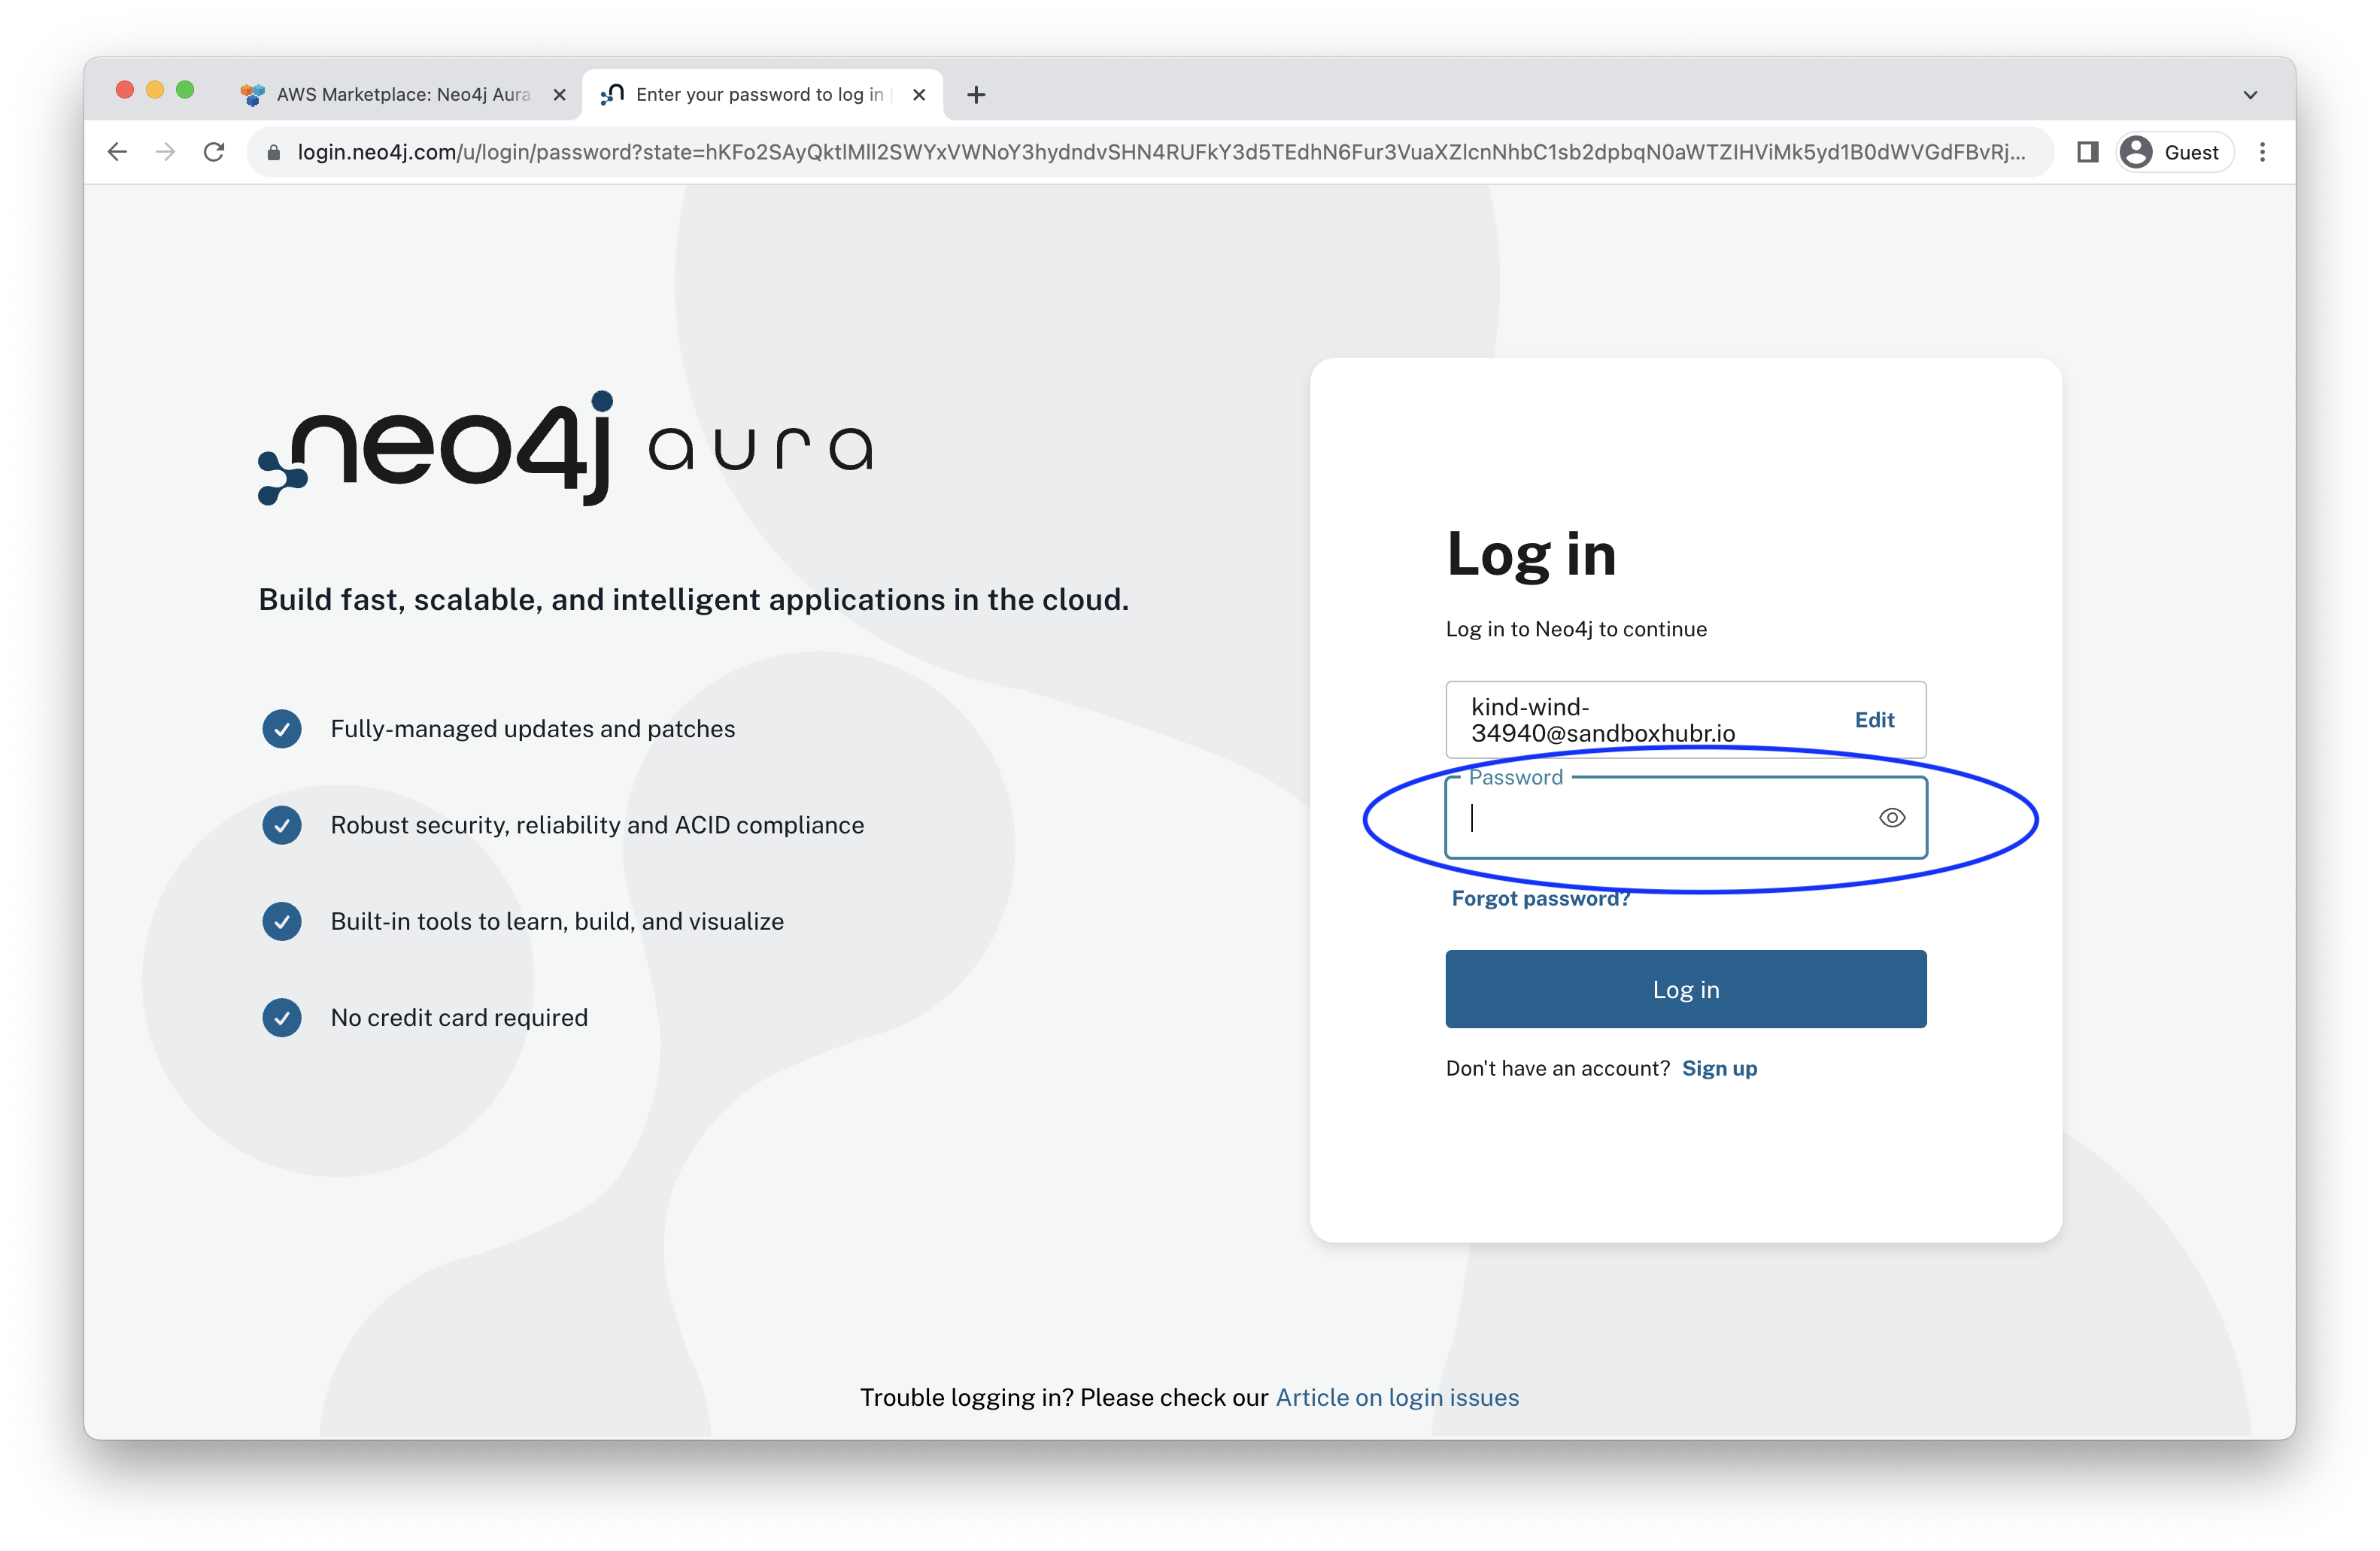 AWS Marketplace: Neo4j Aura
Enter your password to log in
login.neo4j.com/u/login/password?state=hKFo2SAyQktIMlI2SWYxVWNoY3hydndvSHN4RUFkY3d5TEdhN6Fur3VuaXZlcnNhbC1sb2dpbqN0aWTZIHViMk5yd1B0dWVGdFBvRj...
Guest
neo4j aura
Build fast, scalable, and intelligent applications in the cloud.
Fully-managed updates and patches
Robust security, reliability and ACID compliance
Built-in tools to learn, build, and visualize
No credit card required
Log in
Log in to Neo4j to continue
kind-wind-
34940@sandboxhubr.io
Edit
Password
Forgot password?
Log in
Don't have an account? Sign up
Trouble logging in? Please check our Article on login issues